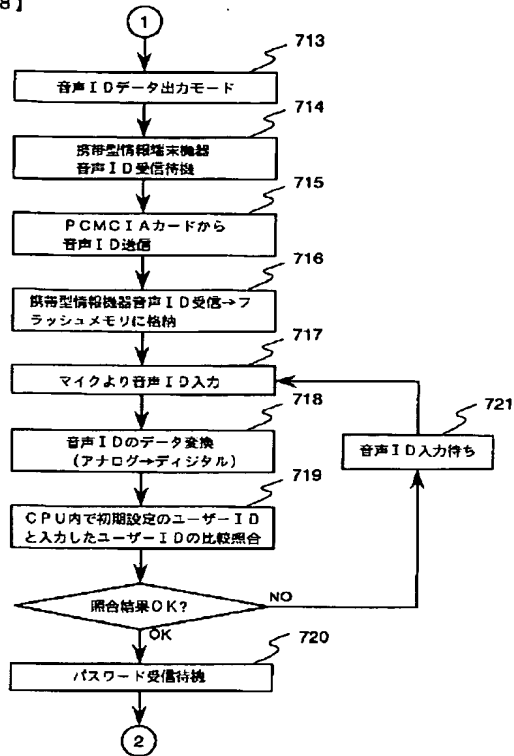 8】
1
713
音声IDデータ出力モード
714
携帯型情報端末機器
音声ID受信待機
715
PCMCIAカードから
音声ID送信
716
携帯型情報機器音声ID受信→フ
ラッシュメモリに格納
717
マイクより音声ID入力
718
音声IDのデータ変換
(アナログ→ディジタル)
721
音声ID入力待ち
719
CPU内で初期設定のユーザーID
と入力したユーザーIDの比較照合
照合結果OK?
NO
OK
720
パスワード受信待機
2